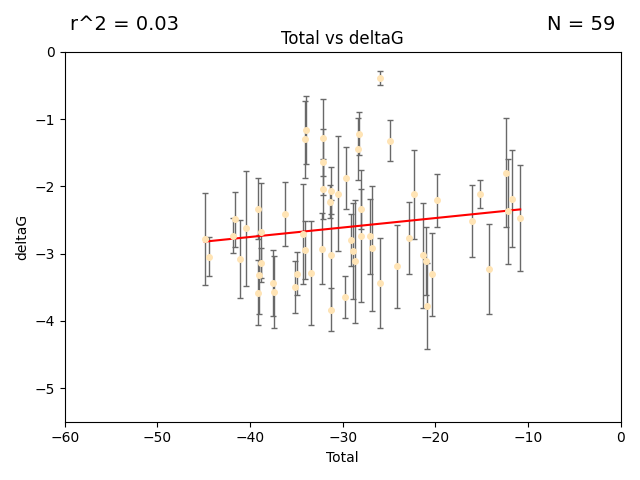 r^2 = 0.03
N = 59
Total vs deltaG
0
−1
−2
−3
−4
−5
deltaG
−60
−50
−40
−30
−20
−10
0
Total